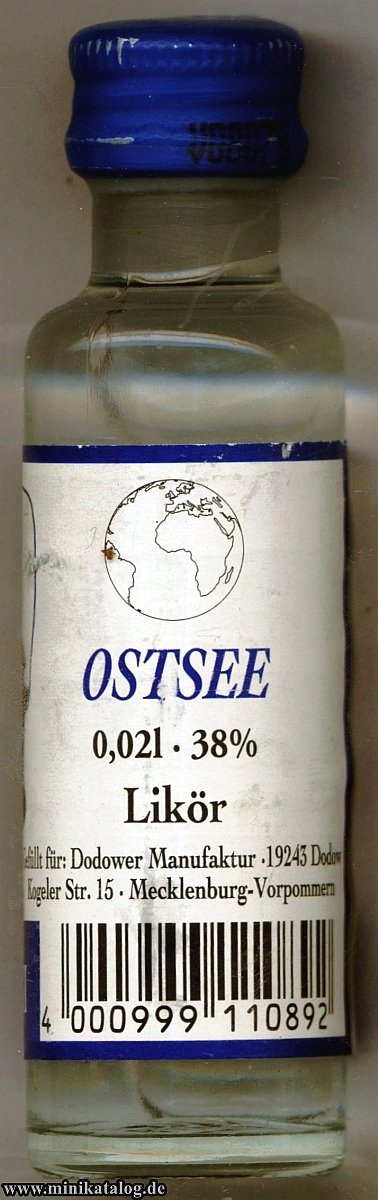 OSTSEE
0,02l · 38%
Likör
für: Dodower Manufaktur · 19243 Dodow
Kogeler Str. 15 · Mecklenburg-Vorpommern
4 000999 110892
www.minikatalog.de